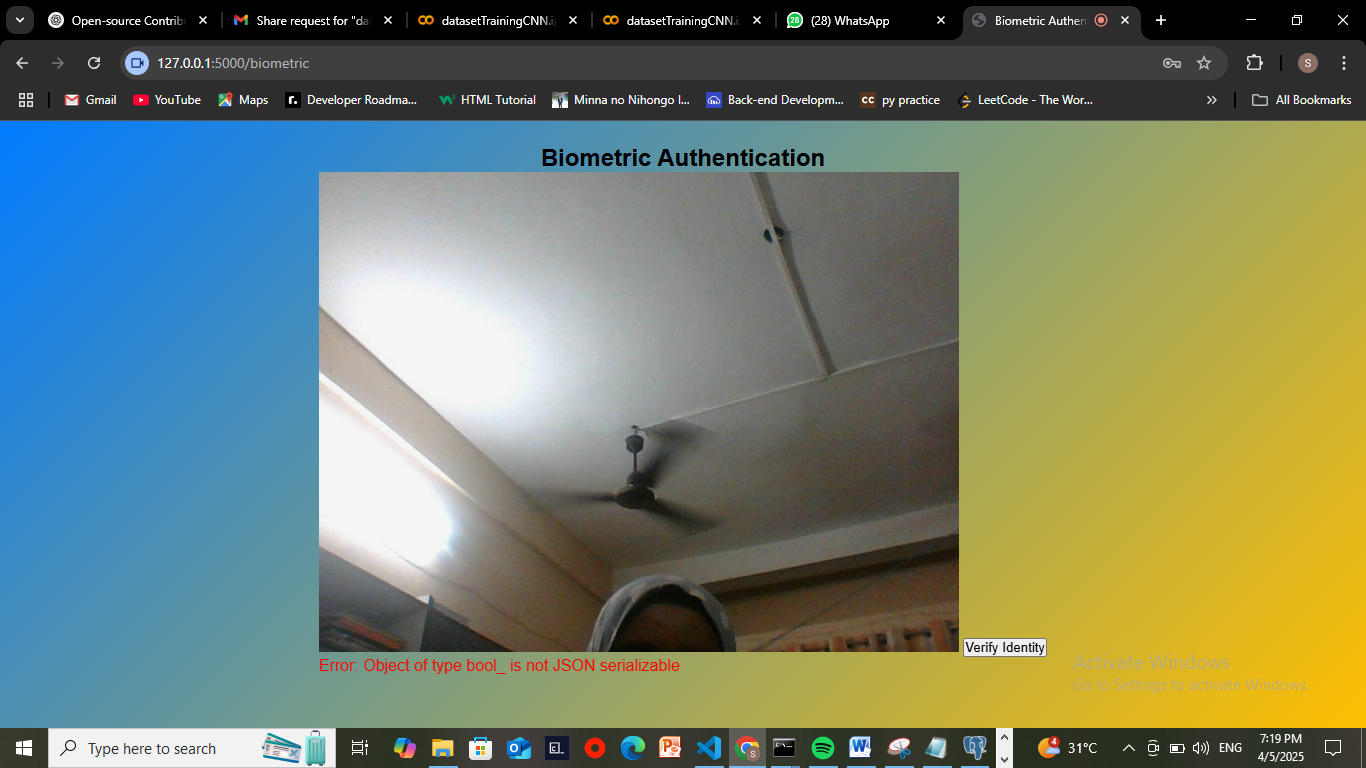 Open-source Contrib
Share request for "da
datasetTrainingCNN.i
datasetTrainingCNN.i
(28) WhatsApp
Biometric Authen
127.0.0.1:5000/biometric
S
Gmail
YouTube
Maps
r.
Developer Roadma...
HTML Tutorial
Minna no Nihongo I...
Back-end Developm...
CC
py practice
LeetCode - The Wor...
All Bookmarks
Biometric Authentication
Verify Identity
Error: Object of type bool_ is not JSON serializable
Activate Windows
Go to Settings to activate Windows.
Type here to search
31°C
ENG
7:19 PM
4/5/2025